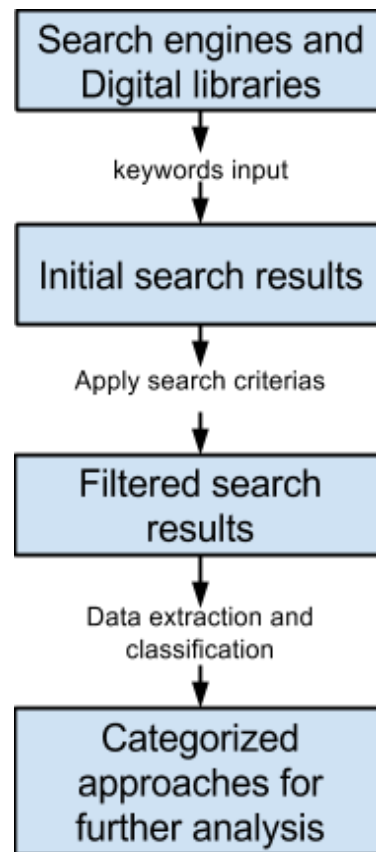 Search engines and
Digital libraries
keywords input
Initial search results
Apply search criterias
Filtered search
results
Data extraction and
classification
Categorized
approaches for
further analysis